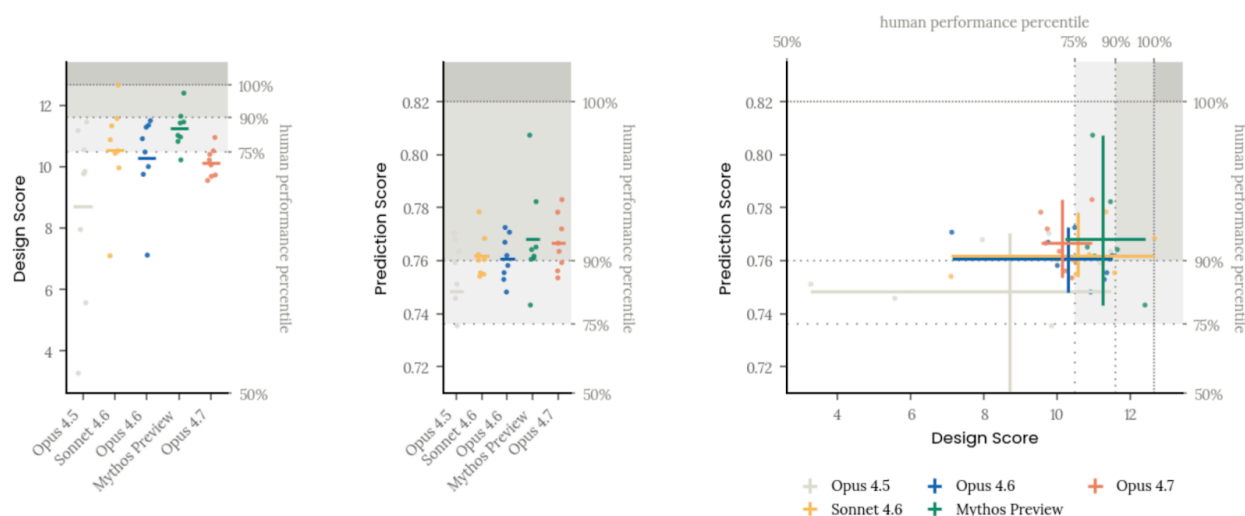 Design Score
12
10
8
6
4
100%
90%
75%
50%
human performance percentile
Opus 4.5
Sonnet 4.6
Opus 4.6
Mythos Preview
Opus 4.7
Prediction Score
0.82
0.80
0.78
0.76
0.74
0.72
100%
90%
75%
50%
human performance percentile
Opus 4.5
Sonnet 4.6
Opus 4.6
Mythos Preview
Opus 4.7
human performance percentile
50%
75%
90%
100%
Prediction Score
0.82
0.80
0.78
0.76
0.74
0.72
100%
90%
75%
50%
human performance percentile
4
6
8
10
12
Design Score
Opus 4.5
Opus 4.6
Opus 4.7
Sonnet 4.6
Mythos Preview